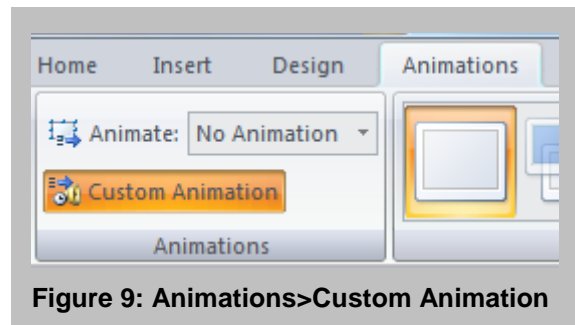 Home Insert Design Animations
Animate: No Animation
Custom Animation
Animations
Figure 9: Animations>Custom Animation